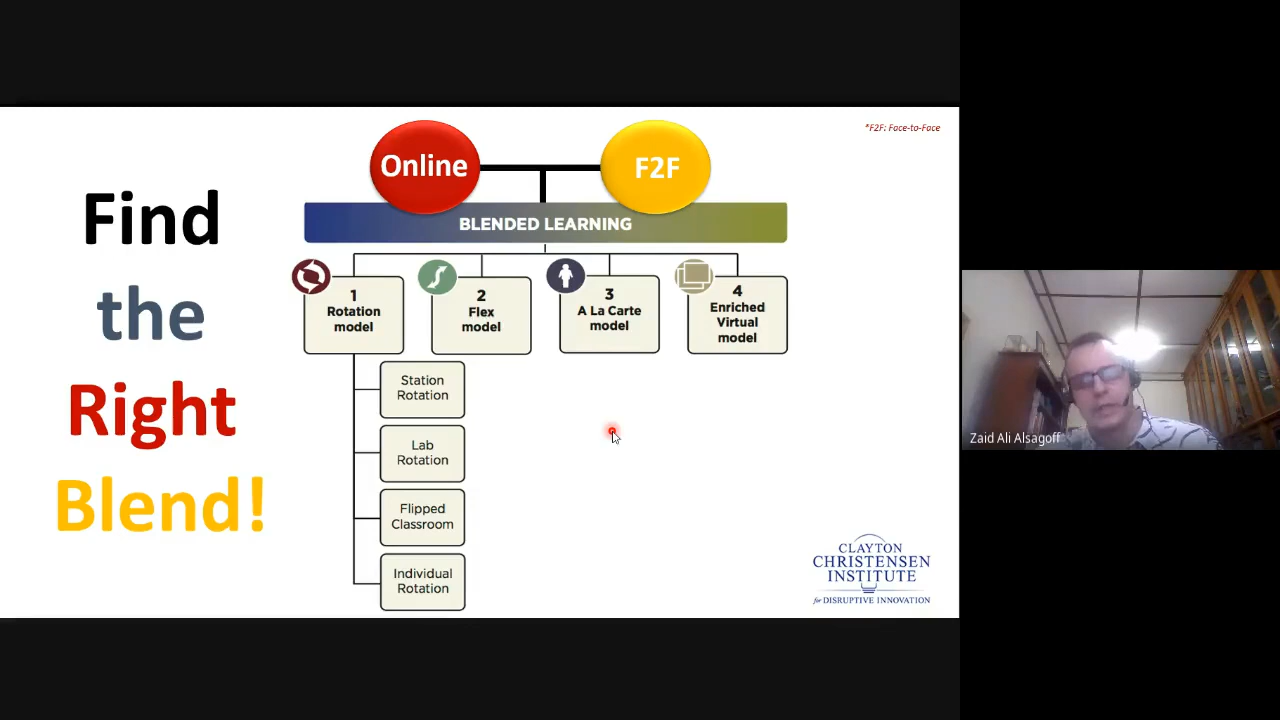 *F2F: Face-to-Face
Online
F2F
Find
the
Right
Blend!
BLENDED LEARNING
1
Rotation
model
2
Flex
model
3
A La Carte
model
4
Enriched
Virtual
model
Station
Rotation
Lab
Rotation
Flipped
Classroom
Individual
Rotation
CLAYTON
CHRISTENSEN
INSTITUTE
for DISRUPTIVE INNOVATION
Zaid Ali Alsagoff